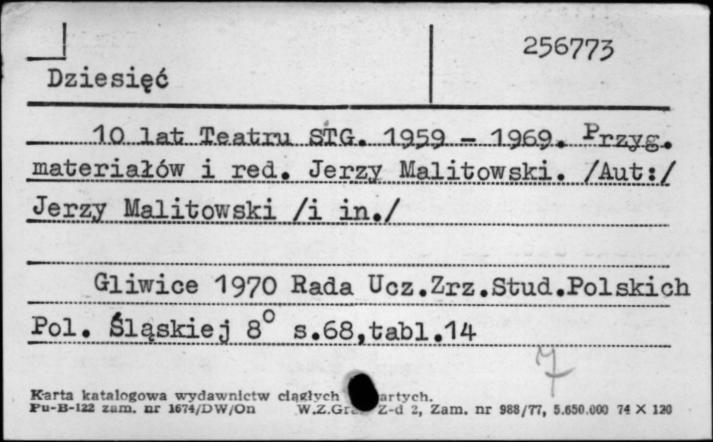 256773
Dziesięć
10 lat Teatru STG. 1959 – 1969. Przyg.
materiałów i red. Jerzy Malitowski. /Aut:/
Jerzy Malitowski /i in./
Gliwice 1970 Rada Ucz.Zrz.Stud.Polskich
Pol. Śląskiej 8° s.68,tabl.14
Karta katalogowa wydawnictw ciągłych artych.
Pu-B-122 zam. nr 1674/DW/On W.Z.Gra Z-d 2, Zam. nr 988/77, 5.650.000 74 X 120